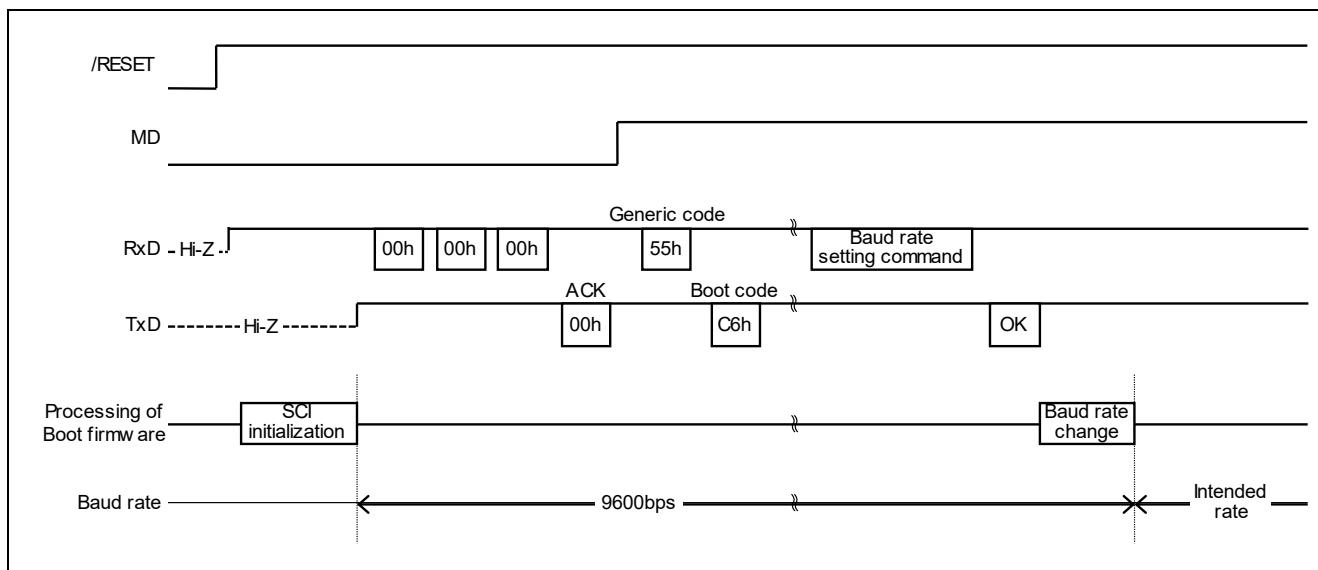 /RESET
MD
Generic code
RxD Hi-Z 00h 00h 00h 55h Baud rate
setting command
ACK Boot code
TxD Hi-Z 00h C6h OK
Processing of
Boot firmware
SCI
initialization
Baud rate
change
Baud rate 9600bps Intended
rate